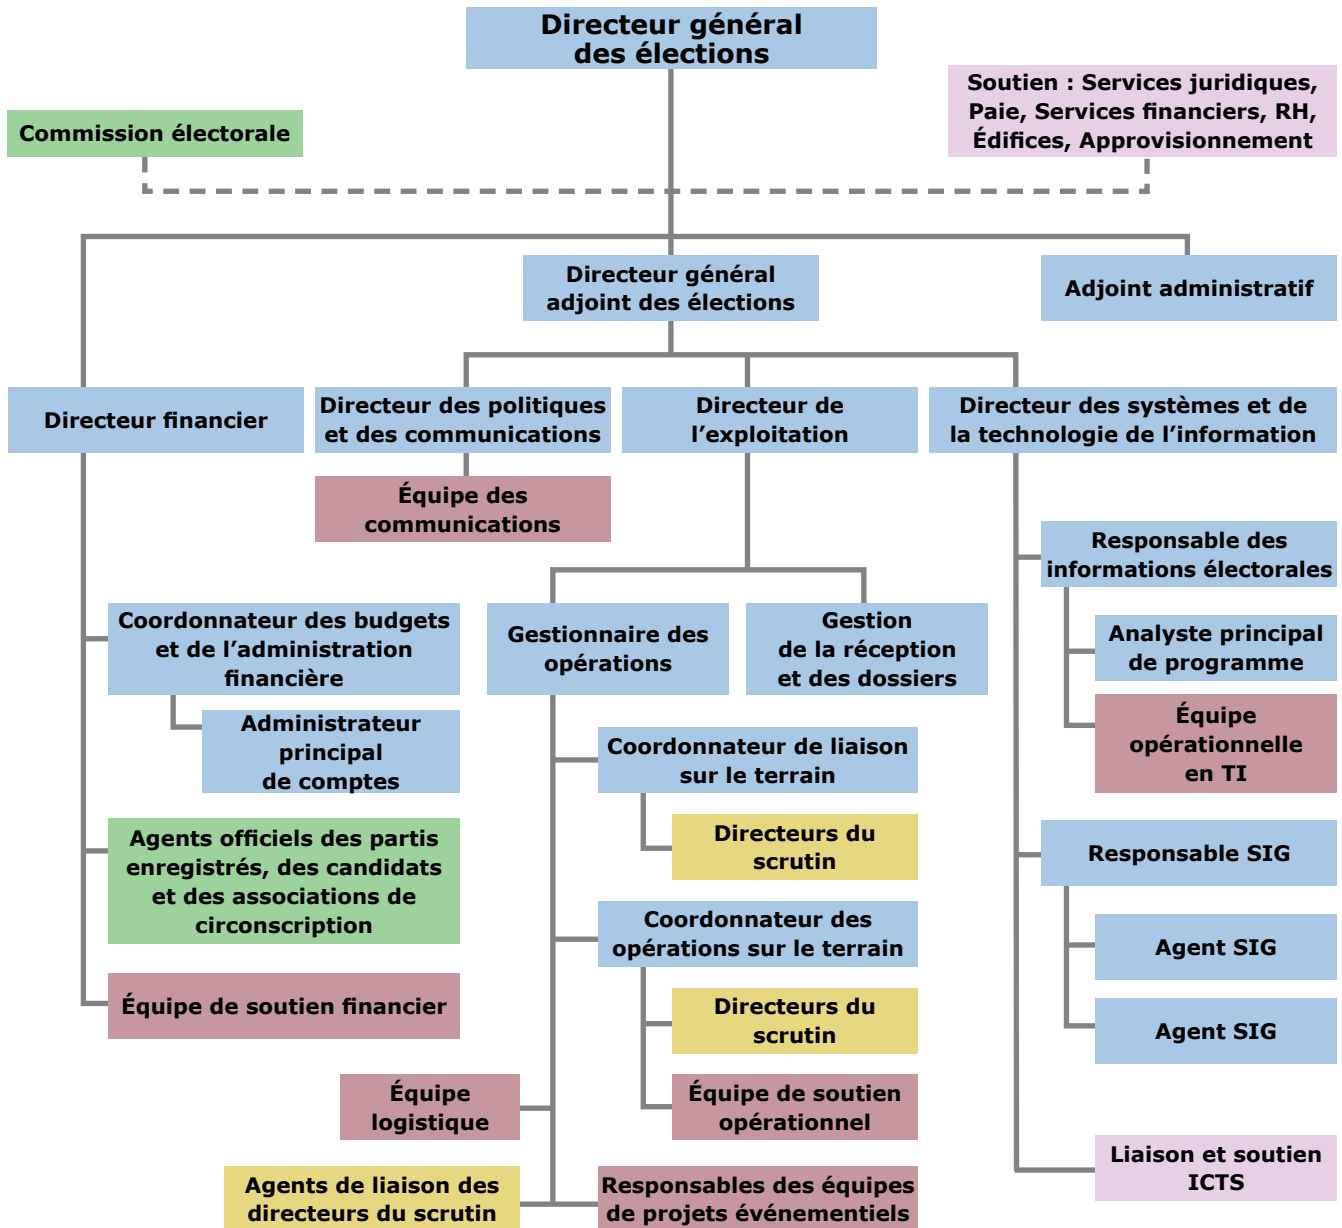 Directeur général
des élections
Soutien : Services juridiques,
Paie, Services financiers, RH,
Édifices, Approvisionnement
Commission électorale
Directeur général
adjoint des élections
Adjoint administratif
Directeur financier
Directeur des politiques
et des communications
Directeur de
l'exploitation
Directeur des systèmes et de
la technologie de l'information
Équipe des
communications
Responsable des
informations électorales
Coordonnateur des budgets
et de l'administration
financière
Gestionnaire des
opérations
Gestion
de la réception
et des dossiers
Analyste principal
de programme
Administrateur
principal
de comptes
Équipe
opérationnelle
en TI
Coordonnateur de liaison
sur le terrain
Directeurs du
scrutin
Agents officiels des partis
enregistrés, des candidats
et des associations de
circonscription
Responsable SIG
Coordonnateur des
opérations sur le terrain
Agent SIG
Équipe de soutien financier
Directeurs du
scrutin
Agent SIG
Équipe
logistique
Équipe de soutien
opérationnel
Liaison et soutien
ICTS
Agents de liaison des
directeurs du scrutin
Responsables des équipes
de projets événementiels